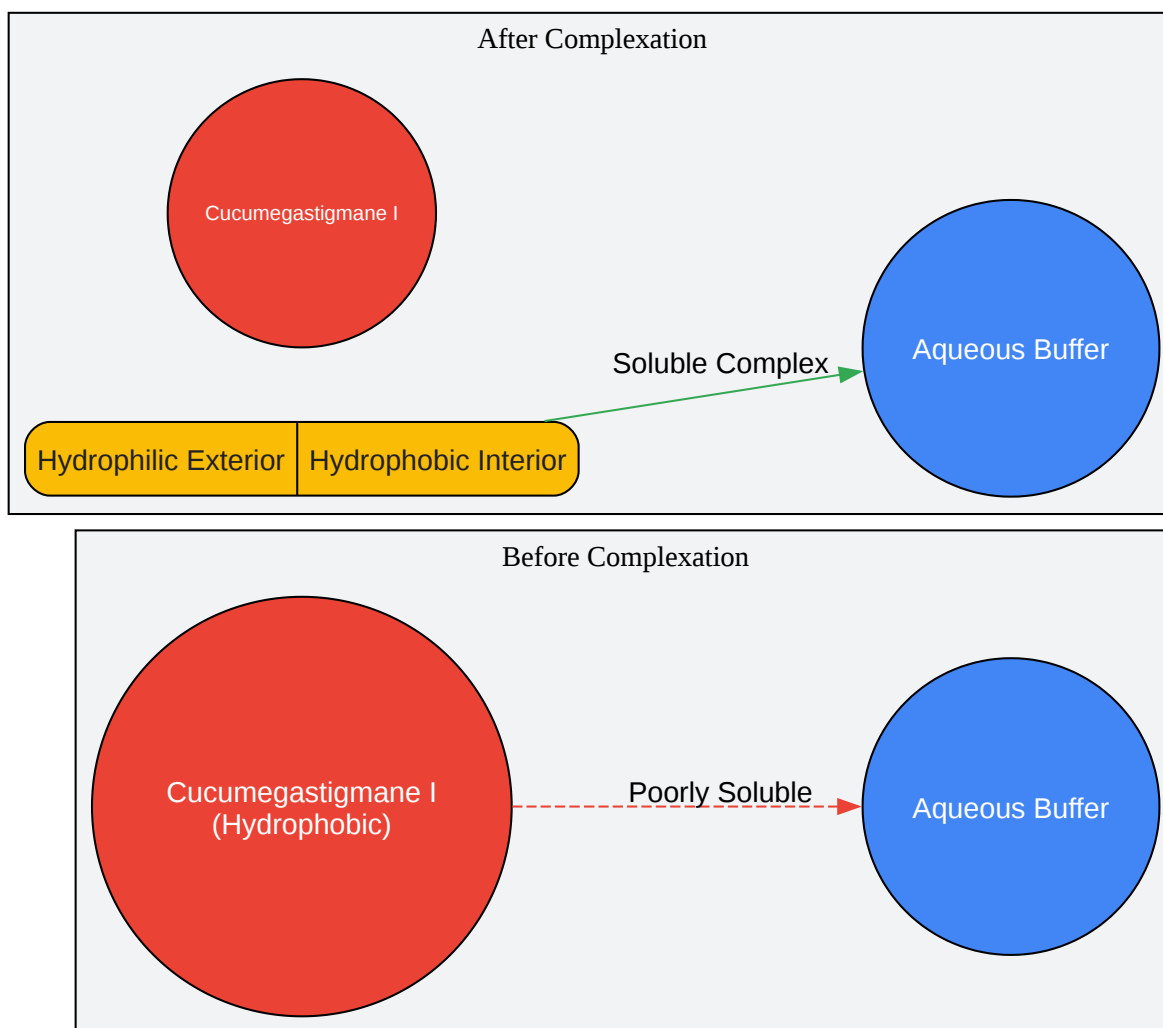 After Complexation
Cucumegastigmane I
Soluble Complex
Aqueous Buffer
Hydrophilic Exterior
Hydrophobic Interior
Before Complexation
Cucumegastigmane I
(Hydrophobic)
Poorly Soluble
Aqueous Buffer